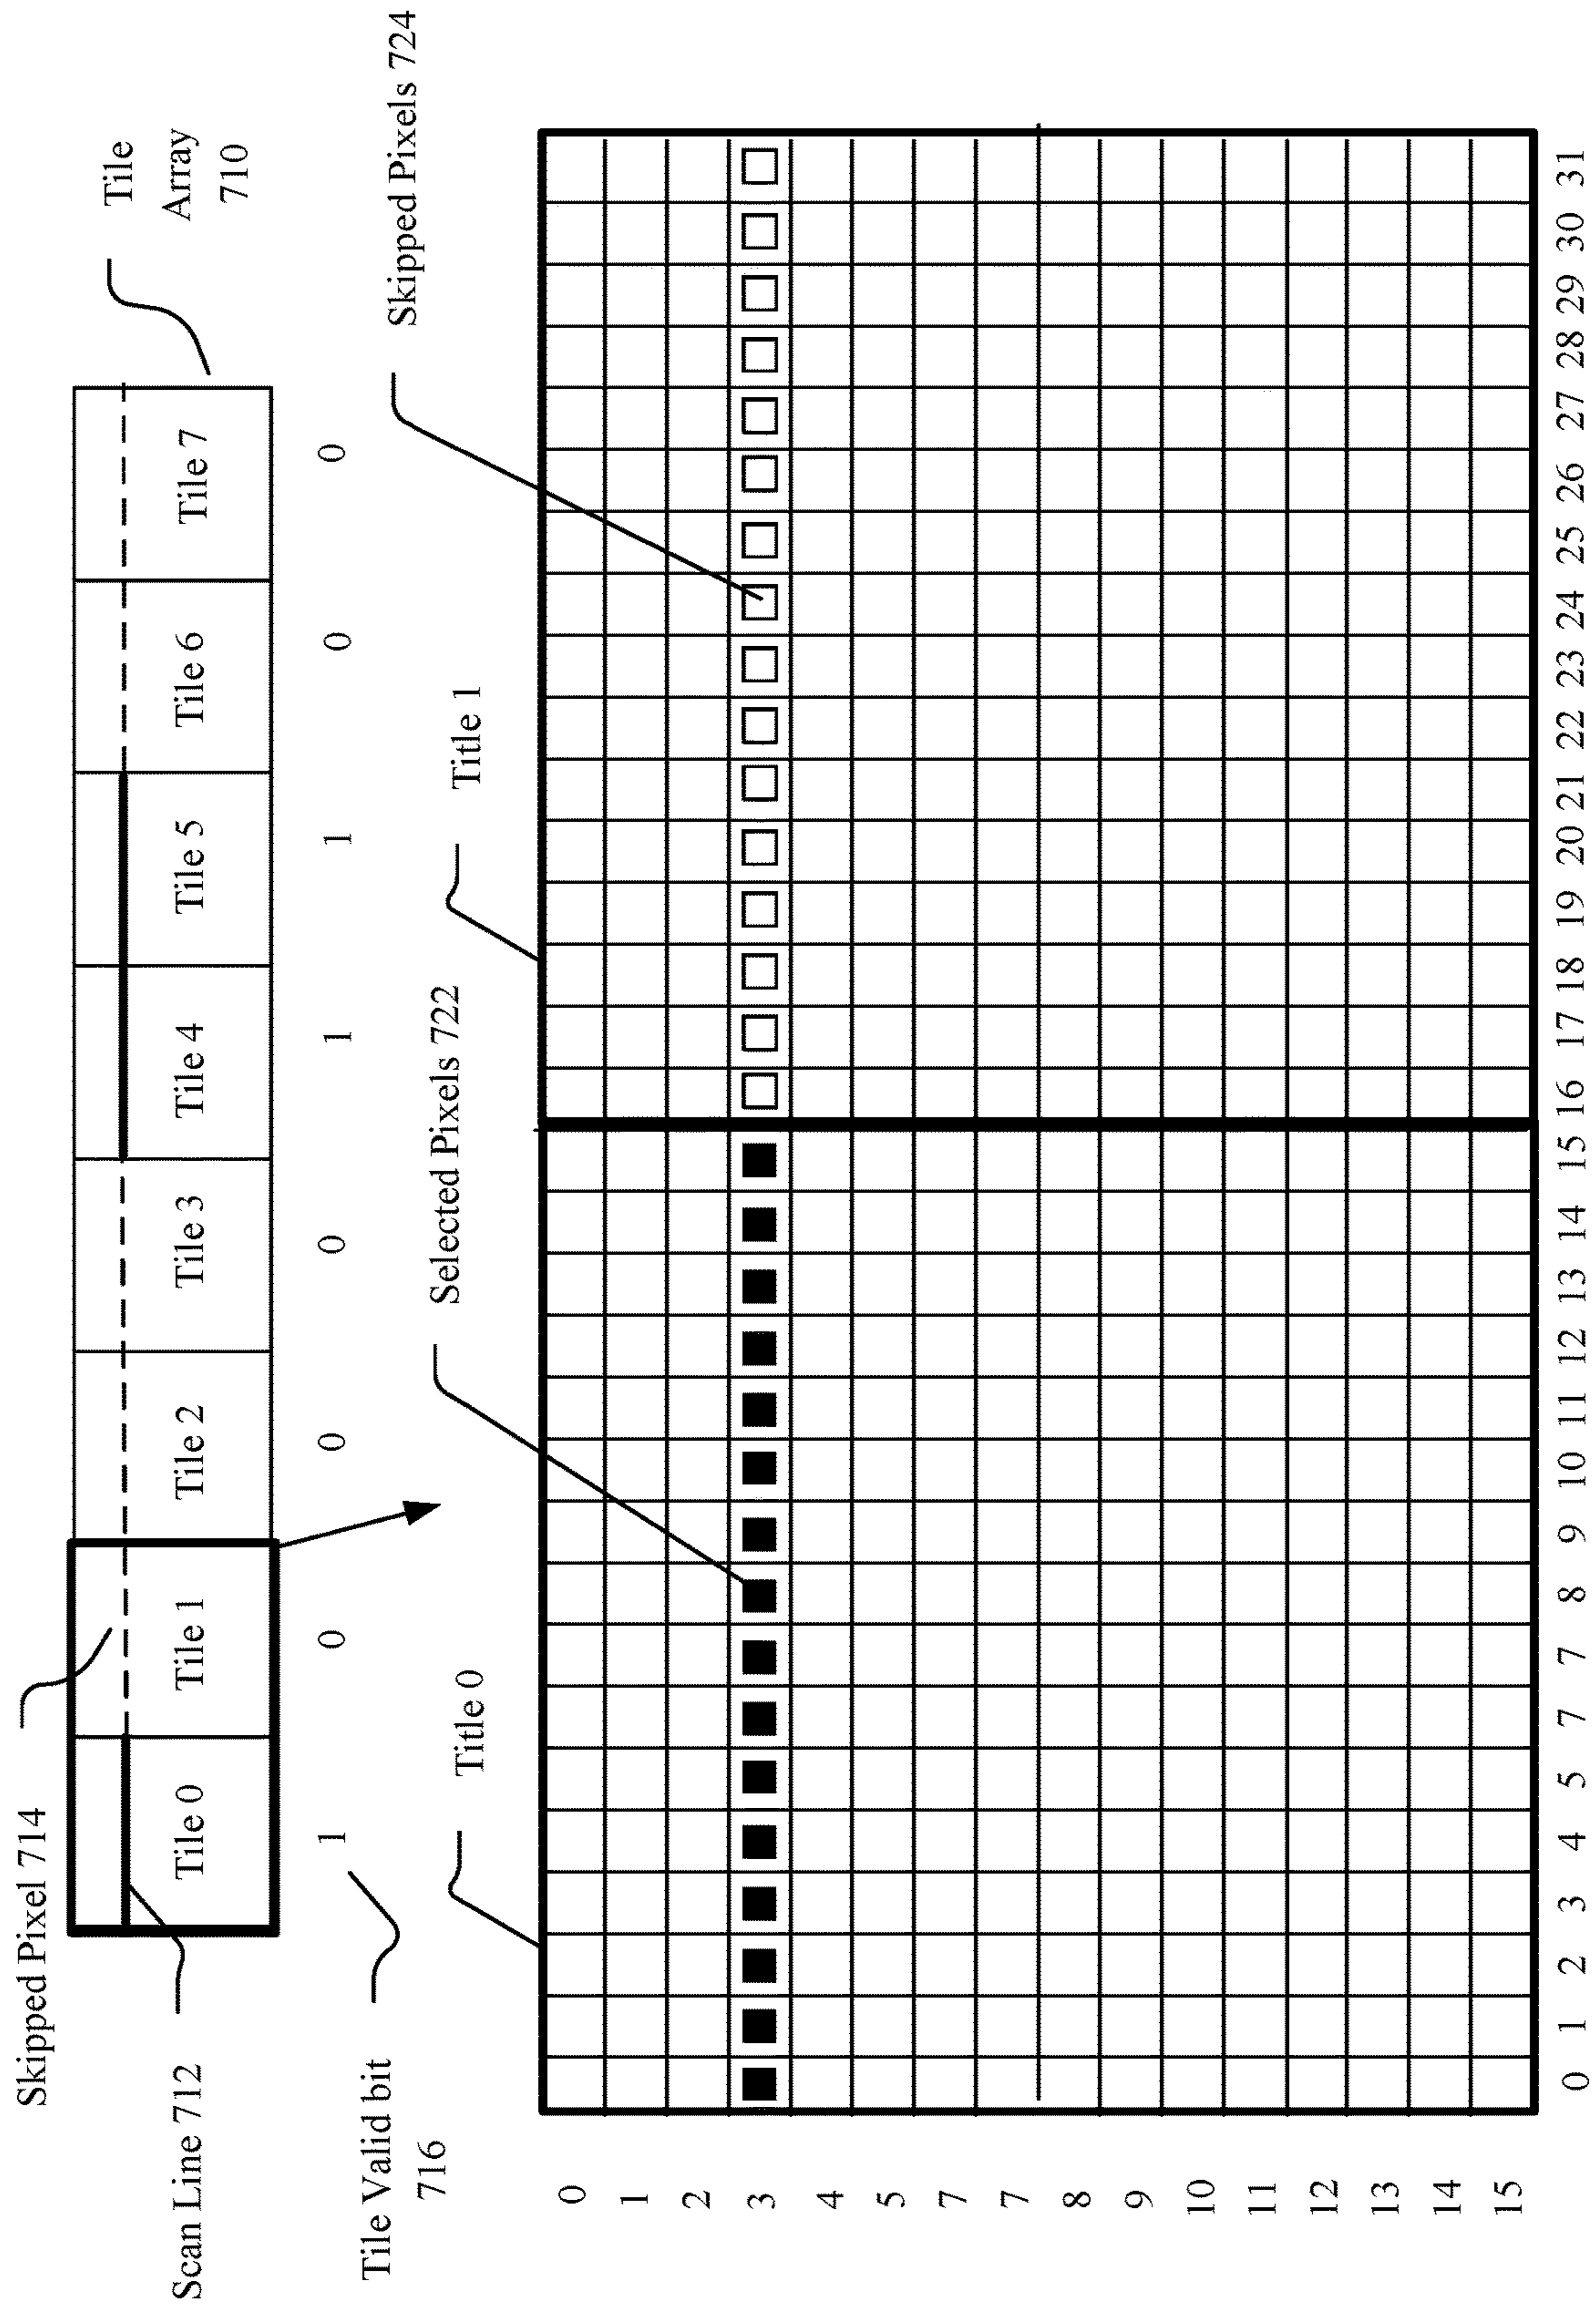 Skipped Pixel 714
Scan Line 712
Tile 0 Tile 1 Tile 2 Tile 3 Tile 4 Tile 5 Tile 6 Tile 7
Tile
Array
710
Tile Valid bit
716
1 0 0 0 1 1 0 0
Title 0
Selected Pixels 722
Title 1
Skipped Pixels 724
0
1
2
3
4
5
7
7
8
9
10
11
12
13
14
15
0 1 2 3 4 5 7 7 8 9 10 11 12 13 14 15 16 17 18 19 20 21 22 23 24 25 26 27 28 29 30 31